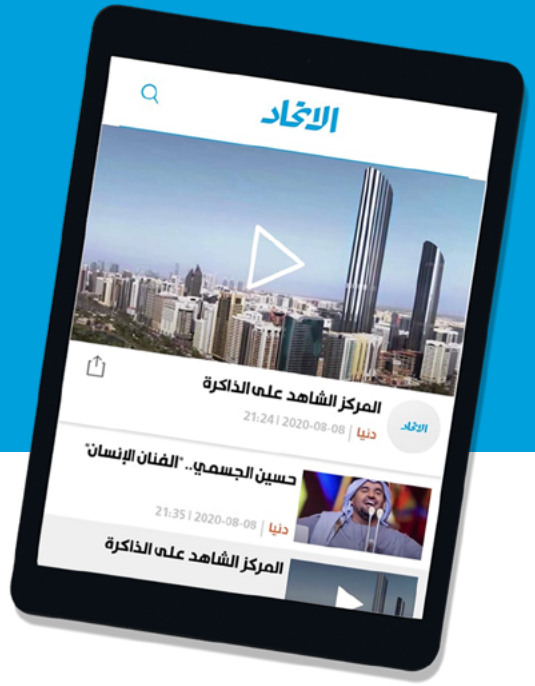 الاتحاد
المركز الشاهد على الذاكرة
الاتحاد
دنيا | 2020-08-08 | 21:24
حسين الجسمي.. "الفنان الإنسان"
دنيا | 2020-08-08 | 21:35
المركز الشاهد على الذاكرة